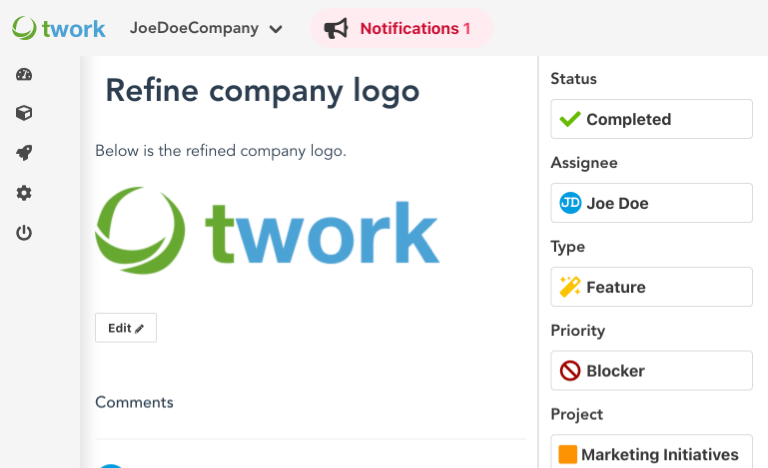 twork JoeDoeCompany Notifications 1
Refine company logo
Below is the refined company logo.
twork
Edit
Comments
Status
Completed
Assignee
JD Joe Doe
Type
Feature
Priority
Blocker
Project
Marketing Initiatives